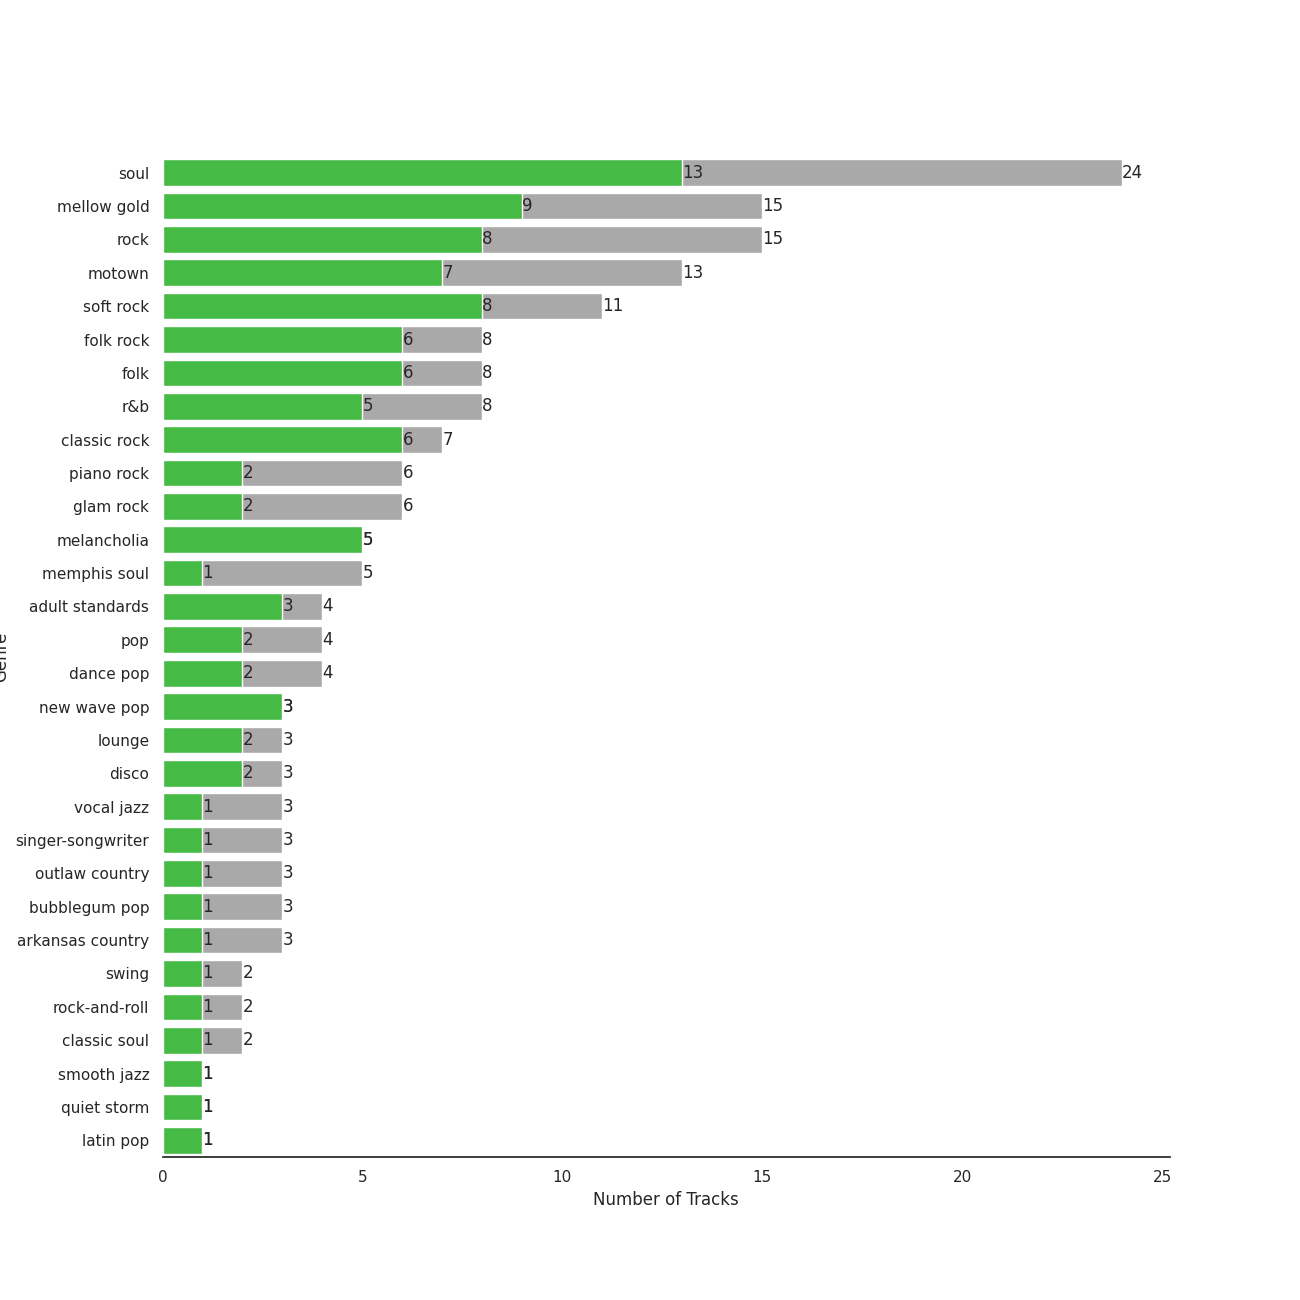 soul 13 24
mellow gold 9 15
rock 8 15
motown 7 13
soft rock 8 11
folk rock 6 8
folk 6 8
r&b 5 8
classic rock 6 7
piano rock 2 6
glam rock 2 6
melancholia 5
memphis soul 1 5
adult standards 3 4
pop 2 4
dance pop 2 4
new wave pop 3
lounge 2 3
disco 2 3
vocal jazz 1 3
singer-songwriter 1 3
outlaw country 1 3
bubblegum pop 1 3
arkansas country 1 3
swing 1 2
rock-and-roll 1 2
classic soul 1 2
smooth jazz 1
quiet storm 1
latin pop 1
0 5 10 15 20 25
Number of Tracks
Genre